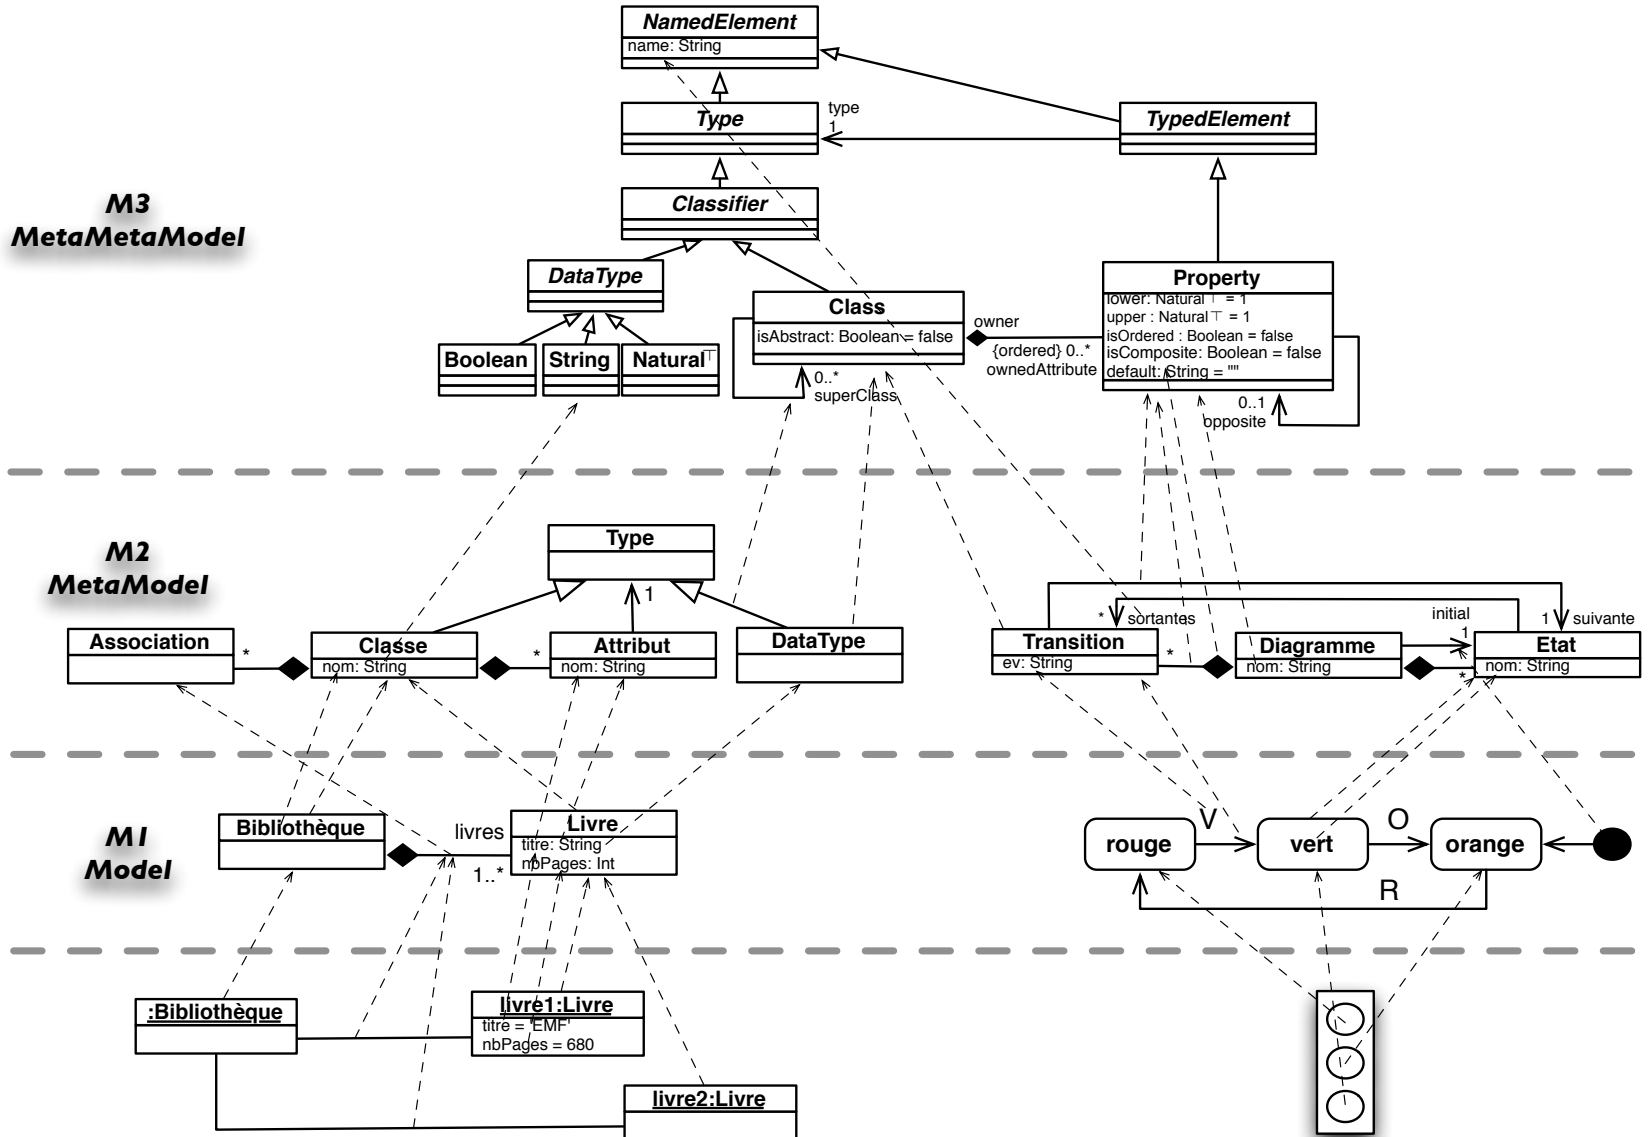 NamedElement
name: String
type
1
Type
TypedElement
M3
MetaMetaModel
Classifier
DataType
Property
lower: Natural⊤ = 1
upper : Natural⊤ = 1
isOrdered : Boolean = false
isComposite: Boolean = false
default: String = ""
Class
isAbstract: Boolean = false
owner
{ordered} 0..*
ownedAttribute
Boolean
String
Natural⊤
0..*
superClass
0..1
opposite
M2
MetaModel
Type
1
Association
*
Classe
nom: String
*
Attribut
nom: String
DataType
*
sortantes
initial
1
1
suivante
Transition
ev: String
*
Diagramme
nom: String
*
Etat
nom: String
M1
Model
Bibliothèque
livres
1..*
Livre
titre: String
nbPages: Int
rouge
V
vert
O
orange
R
:Bibliothèque
livre1:Livre
titre = 'EMF'
nbPages = 680
livre2:Livre